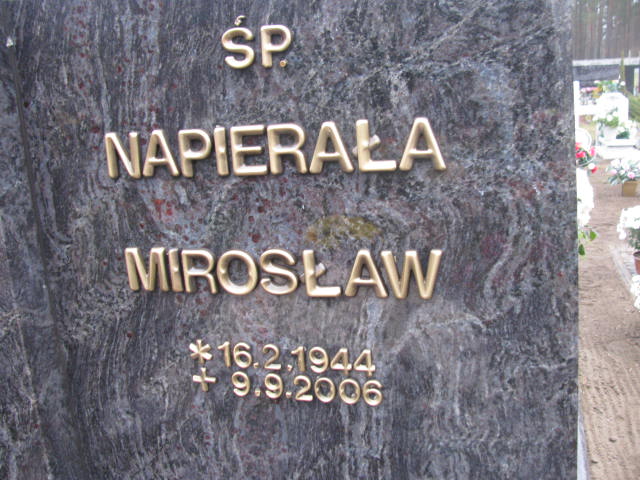 ŚP.
NAPIERAŁA
MIROSŁAW
* 16.2.1944
+ 9.9.2006